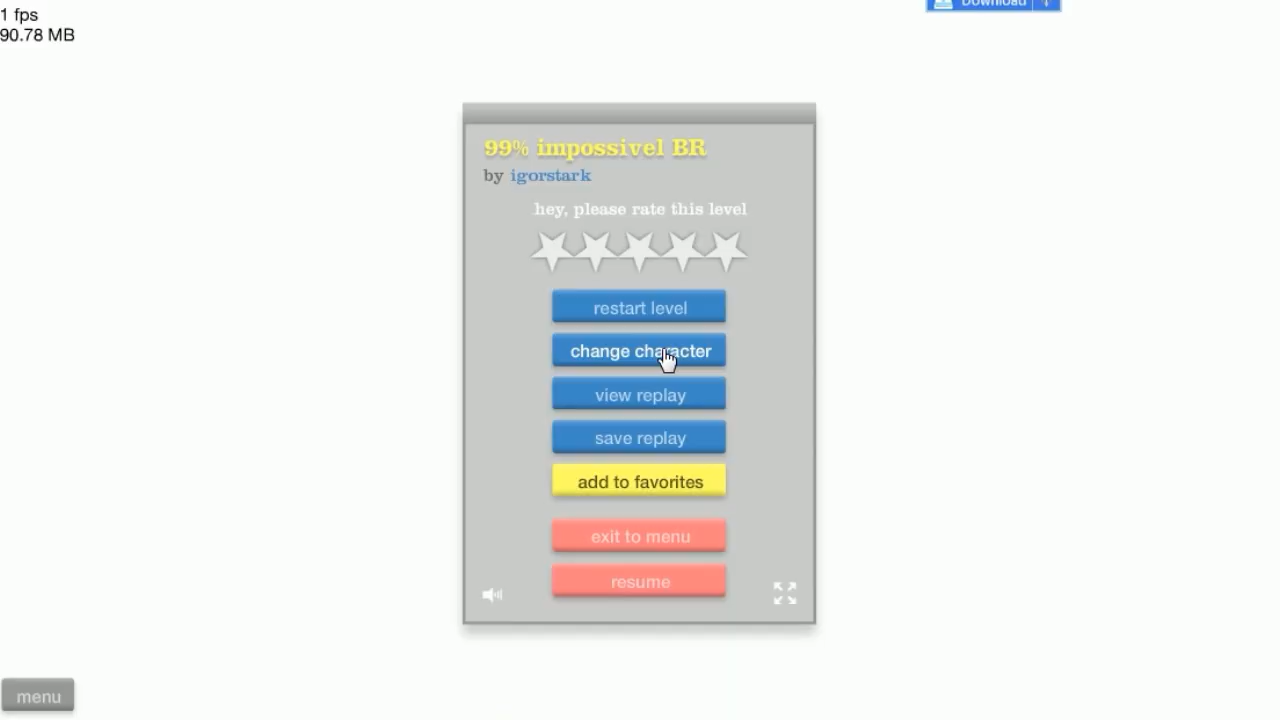 1 fps
90.78 MB
Download
99% impossivel BR
by igorstark
hey, please rate this level
restart level
change character
view replay
save replay
add to favorites
exit to menu
resume
menu